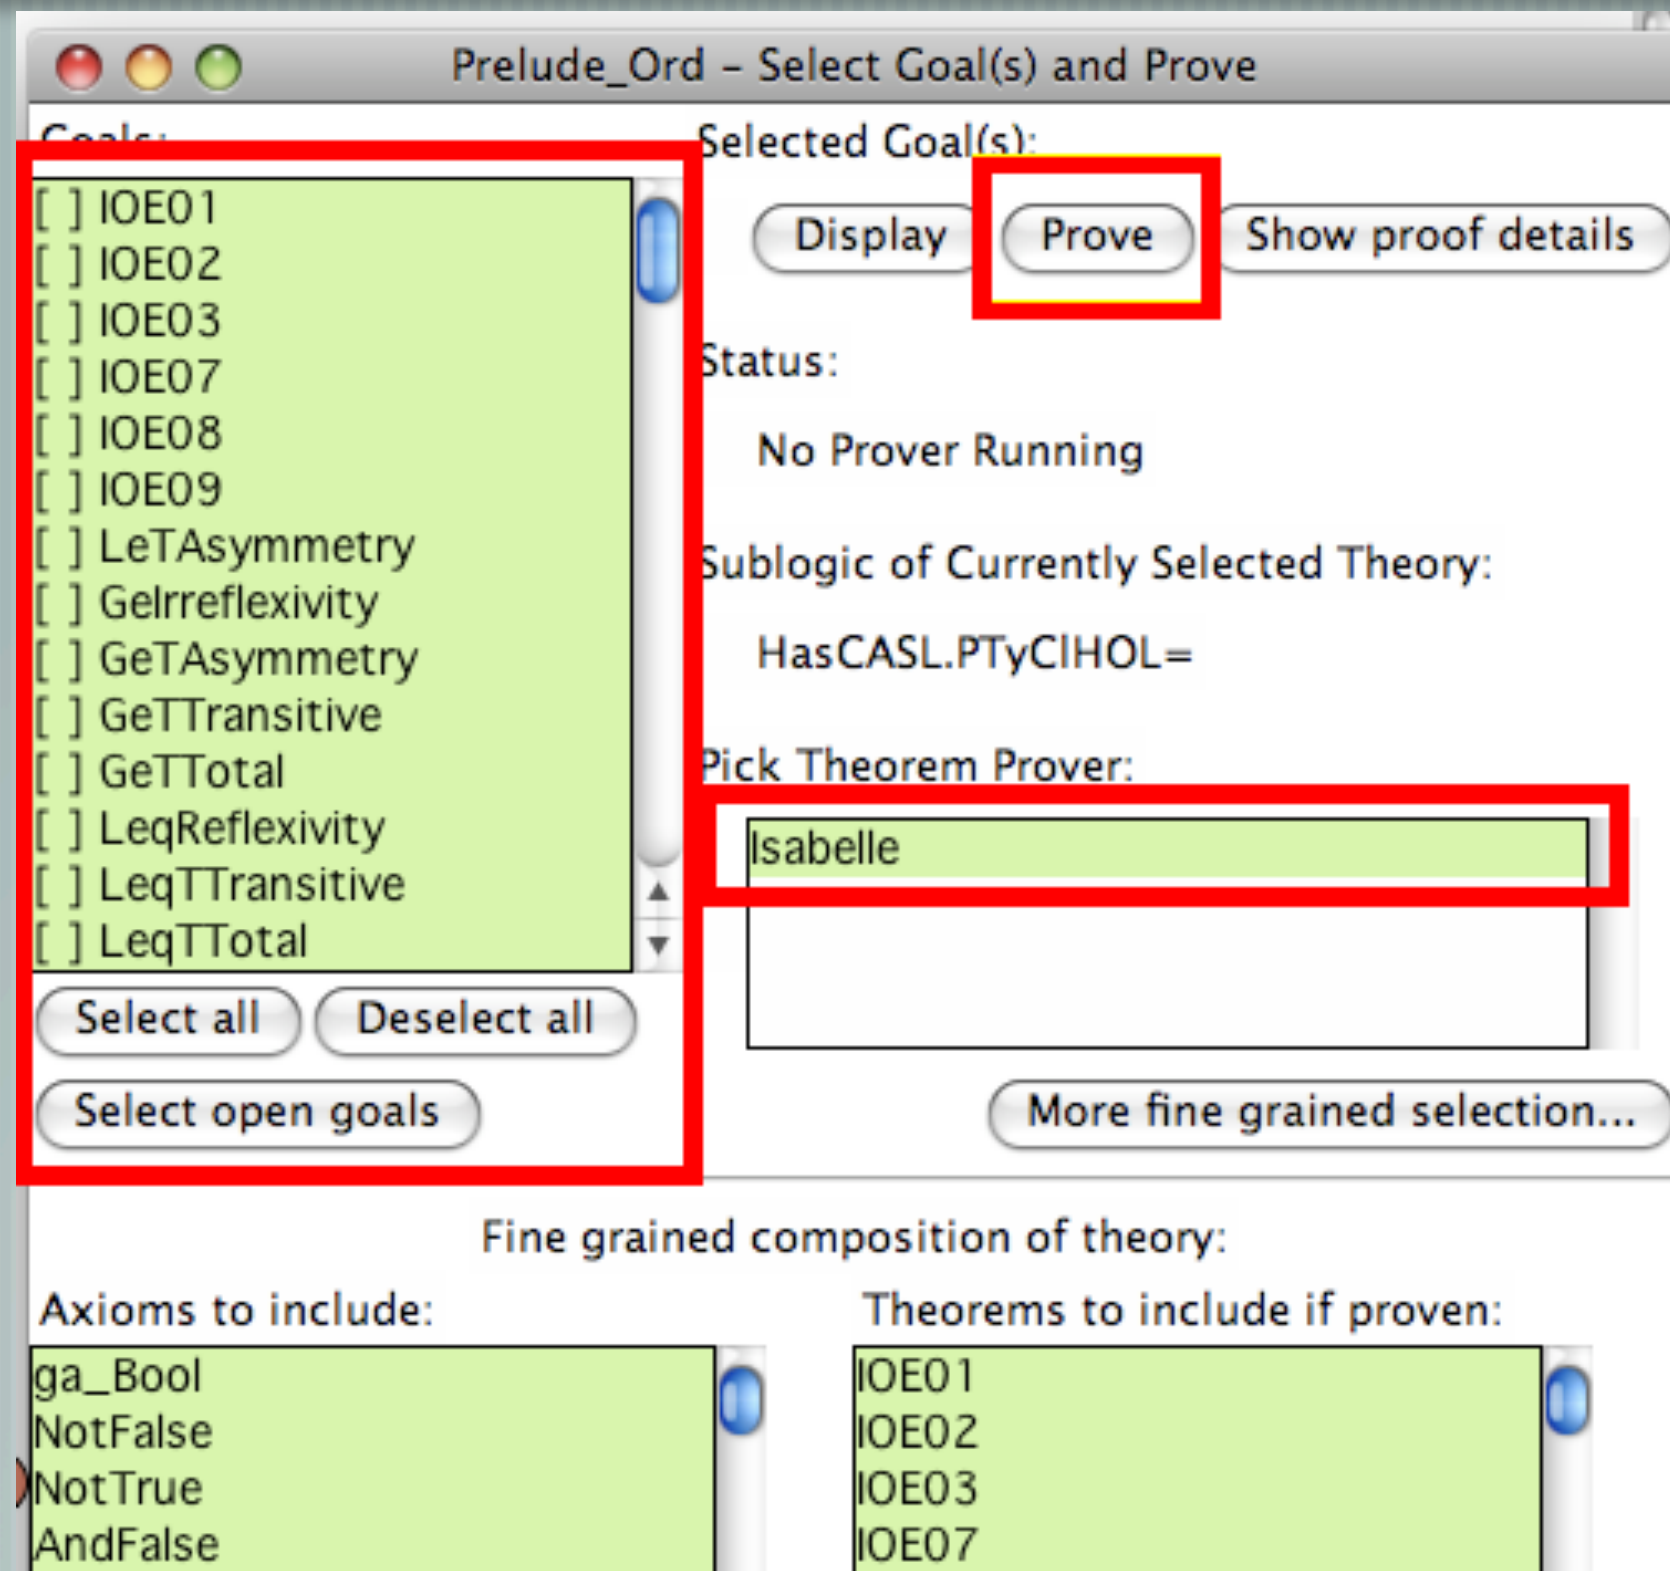 Prelude_Ord – Select Goal(s) and Prove
Goals:
[ ] IOE01
[ ] IOE02
[ ] IOE03
[ ] IOE07
[ ] IOE08
[ ] IOE09
[ ] LeTAsymmetry
[ ] GeIrreflexivity
[ ] GeTAsymmetry
[ ] GeTTransitive
[ ] GeTTotal
[ ] LeqReflexivity
[ ] LeqTTransitive
[ ] LeqTTotal
Select all Deselect all
Select open goals
Selected Goal(s):
Display Prove Show proof details
Status:
No Prover Running
Sublogic of Currently Selected Theory:
HasCASL.PTyClHOL=
Pick Theorem Prover:
Isabelle
More fine grained selection...
Fine grained composition of theory:
Axioms to include:
ga_Bool
NotFalse
NotTrue
AndFalse
Theorems to include if proven:
IOE01
IOE02
IOE03
IOE07